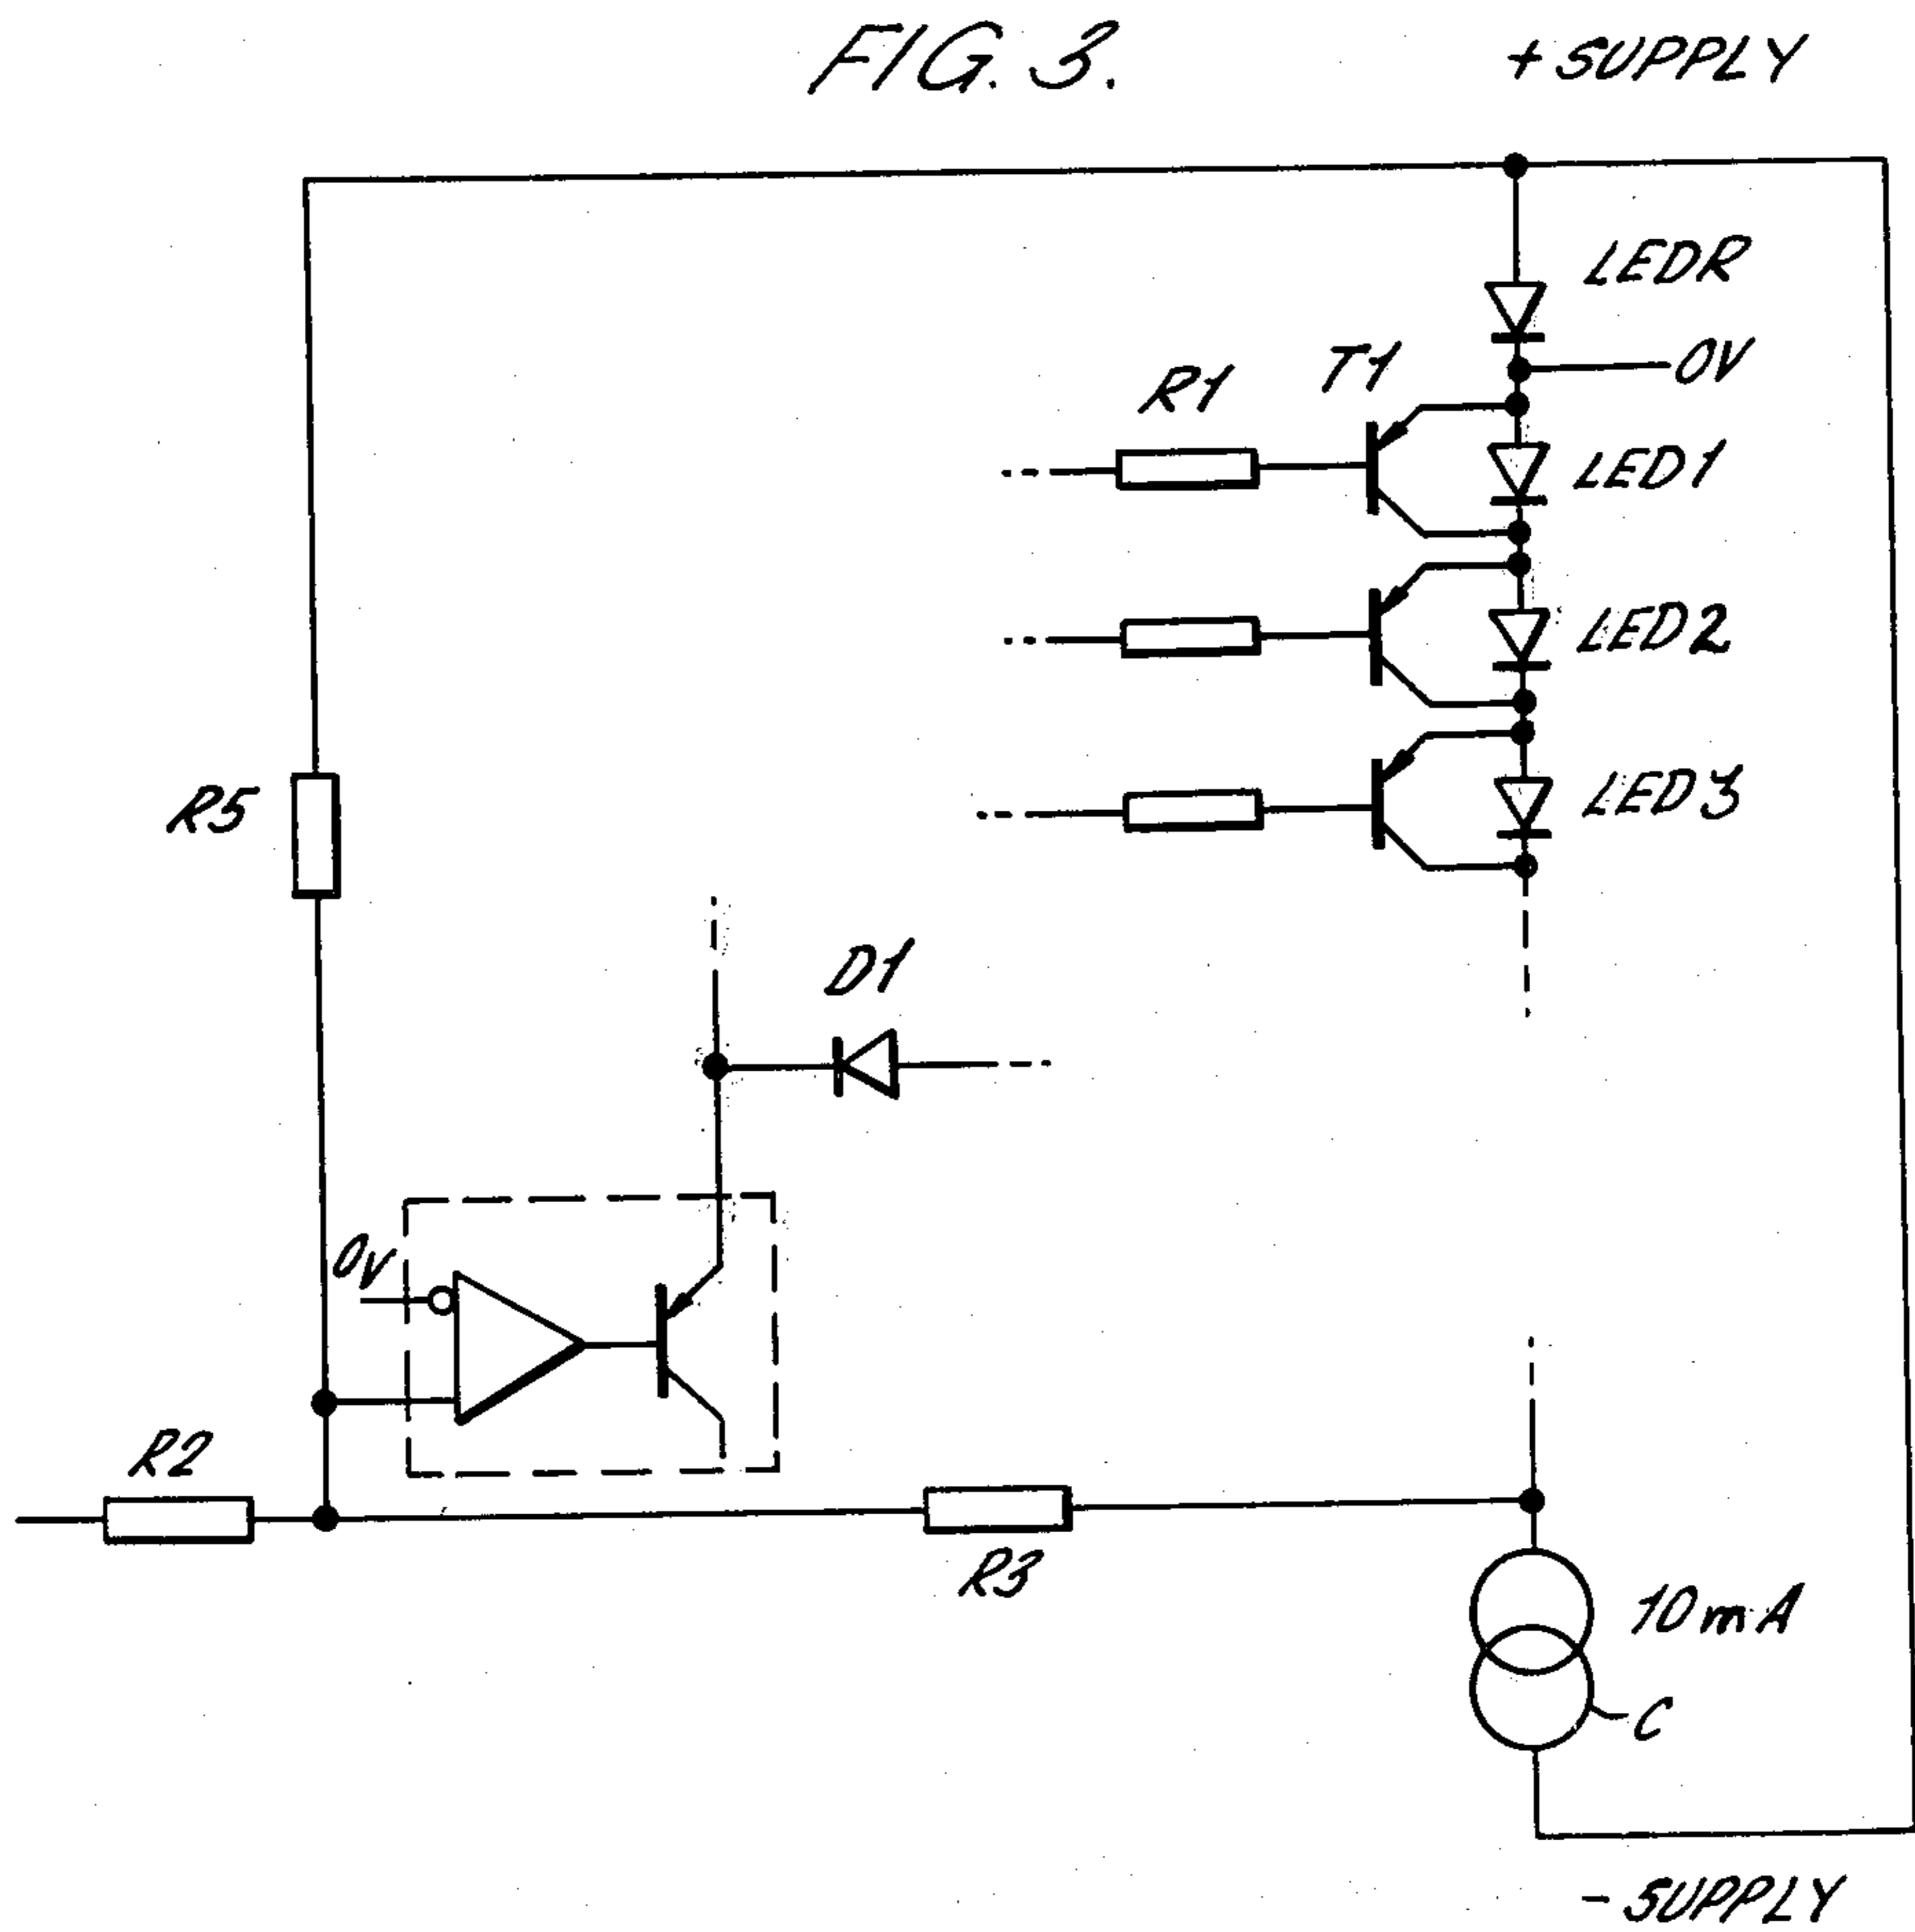 FIG. 3.
+ SUPPLY
LEDR
0V
T1
R1
LED1
LED2
LED3
R5
D1
0V
R2
R3
10mA
C
- SUPPLY